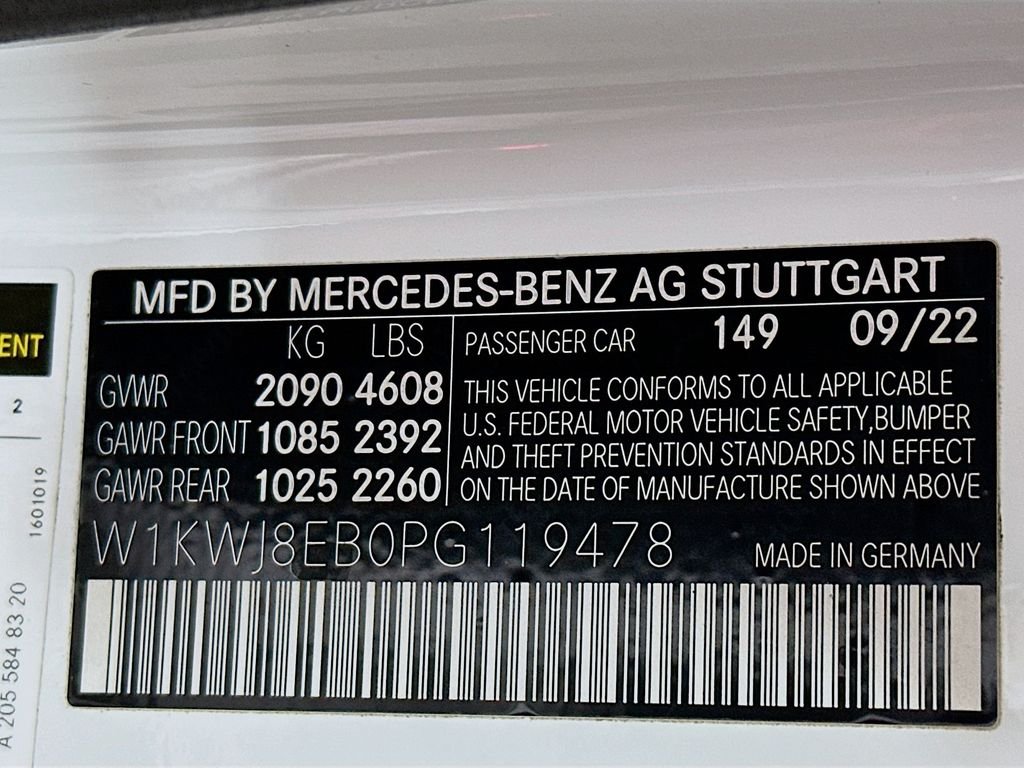 MFD BY MERCEDES-BENZ AG STUTTGART
KG LBS
GVWR 2090 4608
GAWR FRONT 1085 2392
GAWR REAR 1025 2260
PASSENGER CAR 149 09/22
THIS VEHICLE CONFORMS TO ALL APPLICABLE
U.S. FEDERAL MOTOR VEHICLE SAFETY,BUMPER
AND THEFT PREVENTION STANDARDS IN EFFECT
ON THE DATE OF MANUFACTURE SHOWN ABOVE
W1KWJ8EB0PG119478
MADE IN GERMANY
ENT
2
1601019
A 205 584 83 20